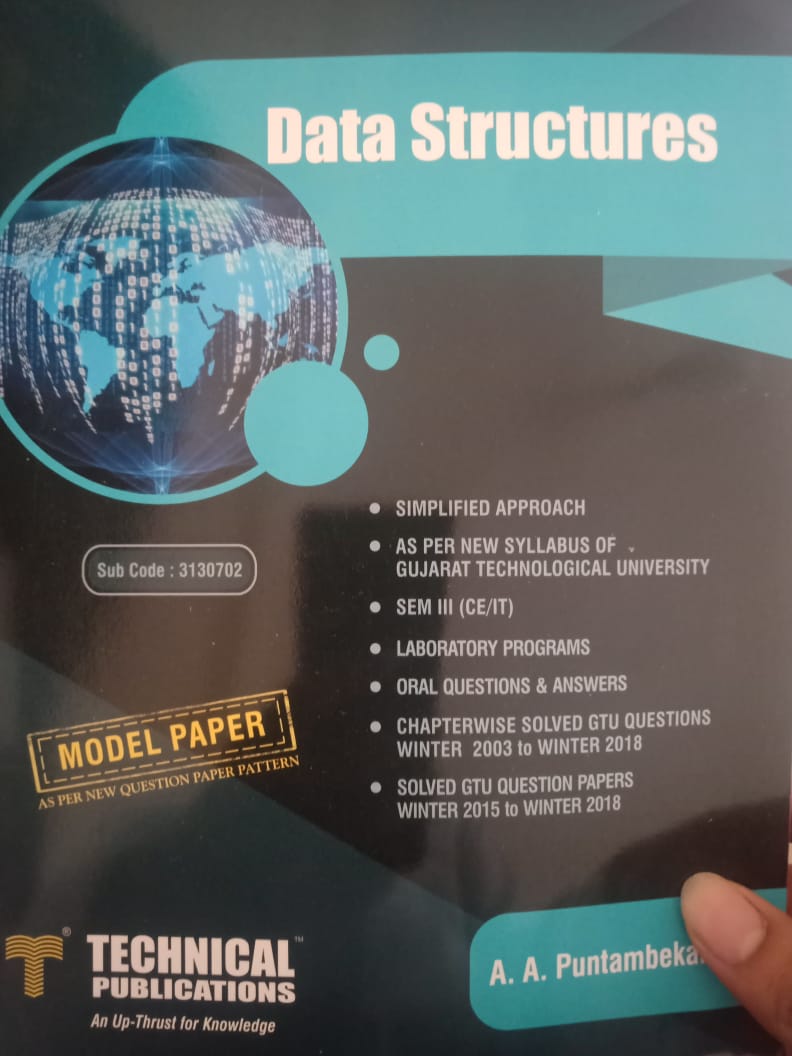 Data Structures
Sub Code : 3130702
● SIMPLIFIED APPROACH
● AS PER NEW SYLLABUS OF
GUJARAT TECHNOLOGICAL UNIVERSITY
● SEM III (CE/IT)
● LABORATORY PROGRAMS
● ORAL QUESTIONS & ANSWERS
● CHAPTERWISE SOLVED GTU QUESTIONS
WINTER 2003 to WINTER 2018
● SOLVED GTU QUESTION PAPERS
WINTER 2015 to WINTER 2018
MODEL PAPER
AS PER NEW QUESTION PAPER PATTERN
® TECHNICAL™
PUBLICATIONS
An Up-Thrust for Knowledge
A. A.